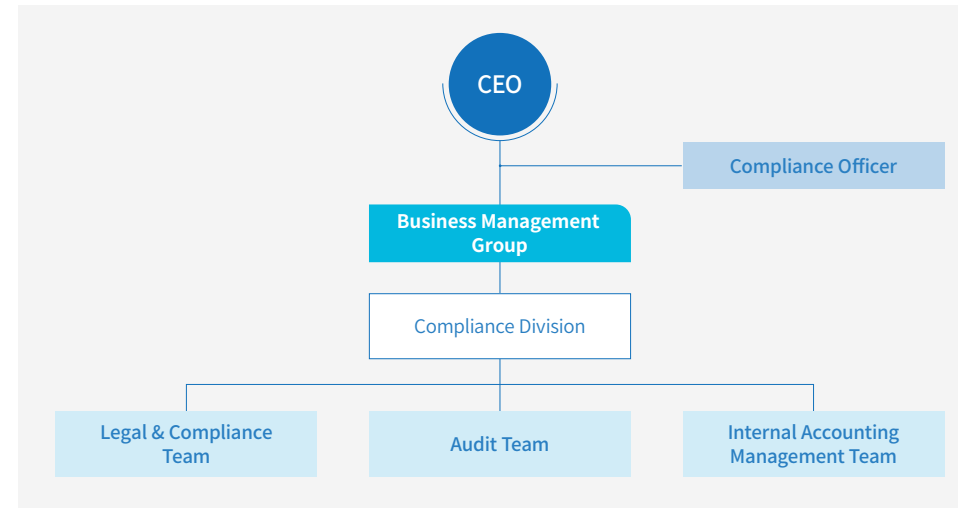 CEO
Compliance Officer
Business Management
Group
Compliance Division
Legal & Compliance
Team
Audit Team
Internal Accounting
Management Team